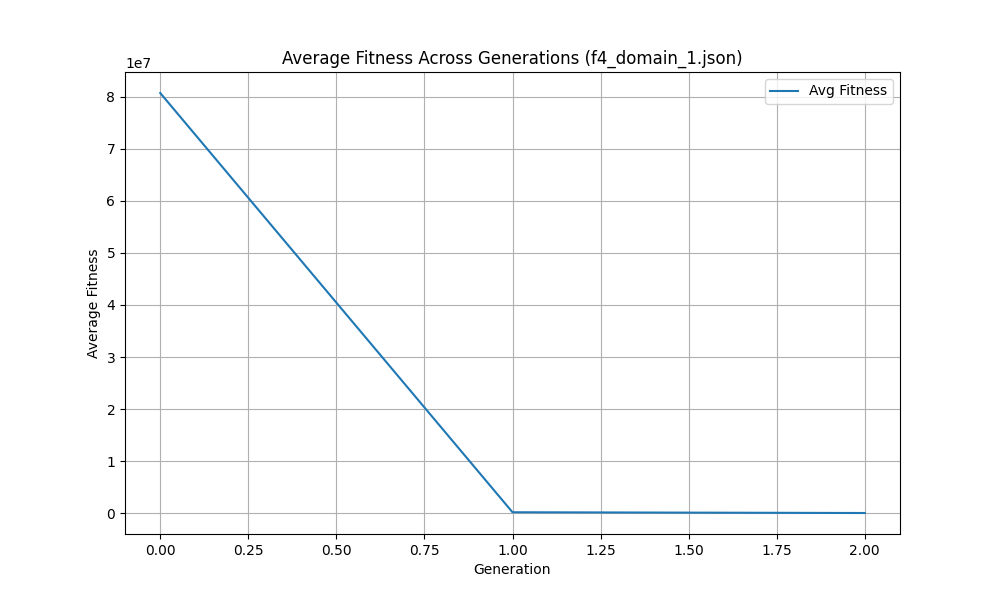 Average Fitness Across Generations (f4_domain_1.json)
1e7
Avg Fitness
8
7
6
5
4
3
2
1
0
Average Fitness
0.00 0.25 0.50 0.75 1.00 1.25 1.50 1.75 2.00
Generation